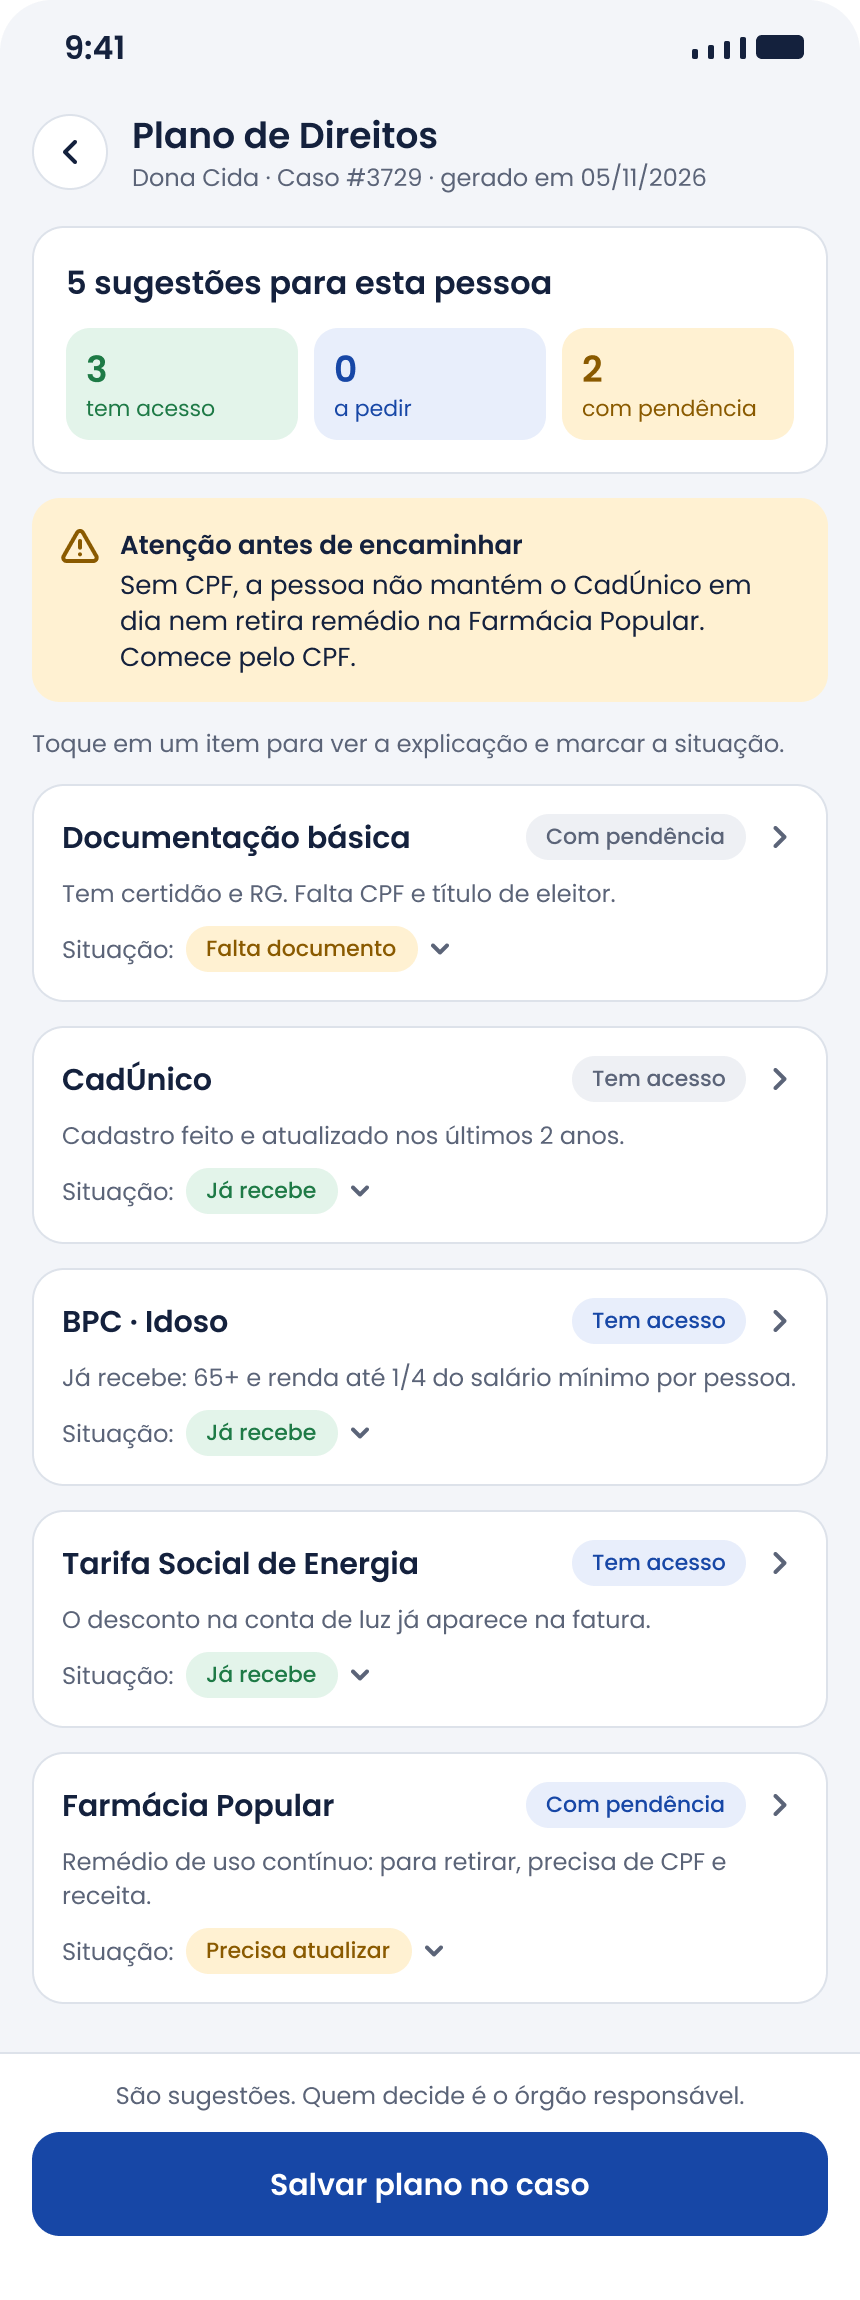 9:41
Plano de Direitos
Dona Cida · Caso #3729 · gerado em 05/11/2026
5 sugestões para esta pessoa
3
tem acesso
0
a pedir
2
com pendência
Atenção antes de encaminhar
Sem CPF, a pessoa não mantém o CadÚnico em
dia nem retira remédio na Farmácia Popular.
Comece pelo CPF.
Toque em um item para ver a explicação e marcar a situação.
Documentação básica
Com pendência
Tem certidão e RG. Falta CPF e título de eleitor.
Situação: Falta documento
CadÚnico
Tem acesso
Cadastro feito e atualizado nos últimos 2 anos.
Situação: Já recebe
BPC · Idoso
Tem acesso
Já recebe: 65+ e renda até 1/4 do salário mínimo por pessoa.
Situação: Já recebe
Tarifa Social de Energia
Tem acesso
O desconto na conta de luz já aparece na fatura.
Situação: Já recebe
Farmácia Popular
Com pendência
Remédio de uso contínuo: para retirar, precisa de CPF e
receita.
Situação: Precisa atualizar
São sugestões. Quem decide é o órgão responsável.
Salvar plano no caso